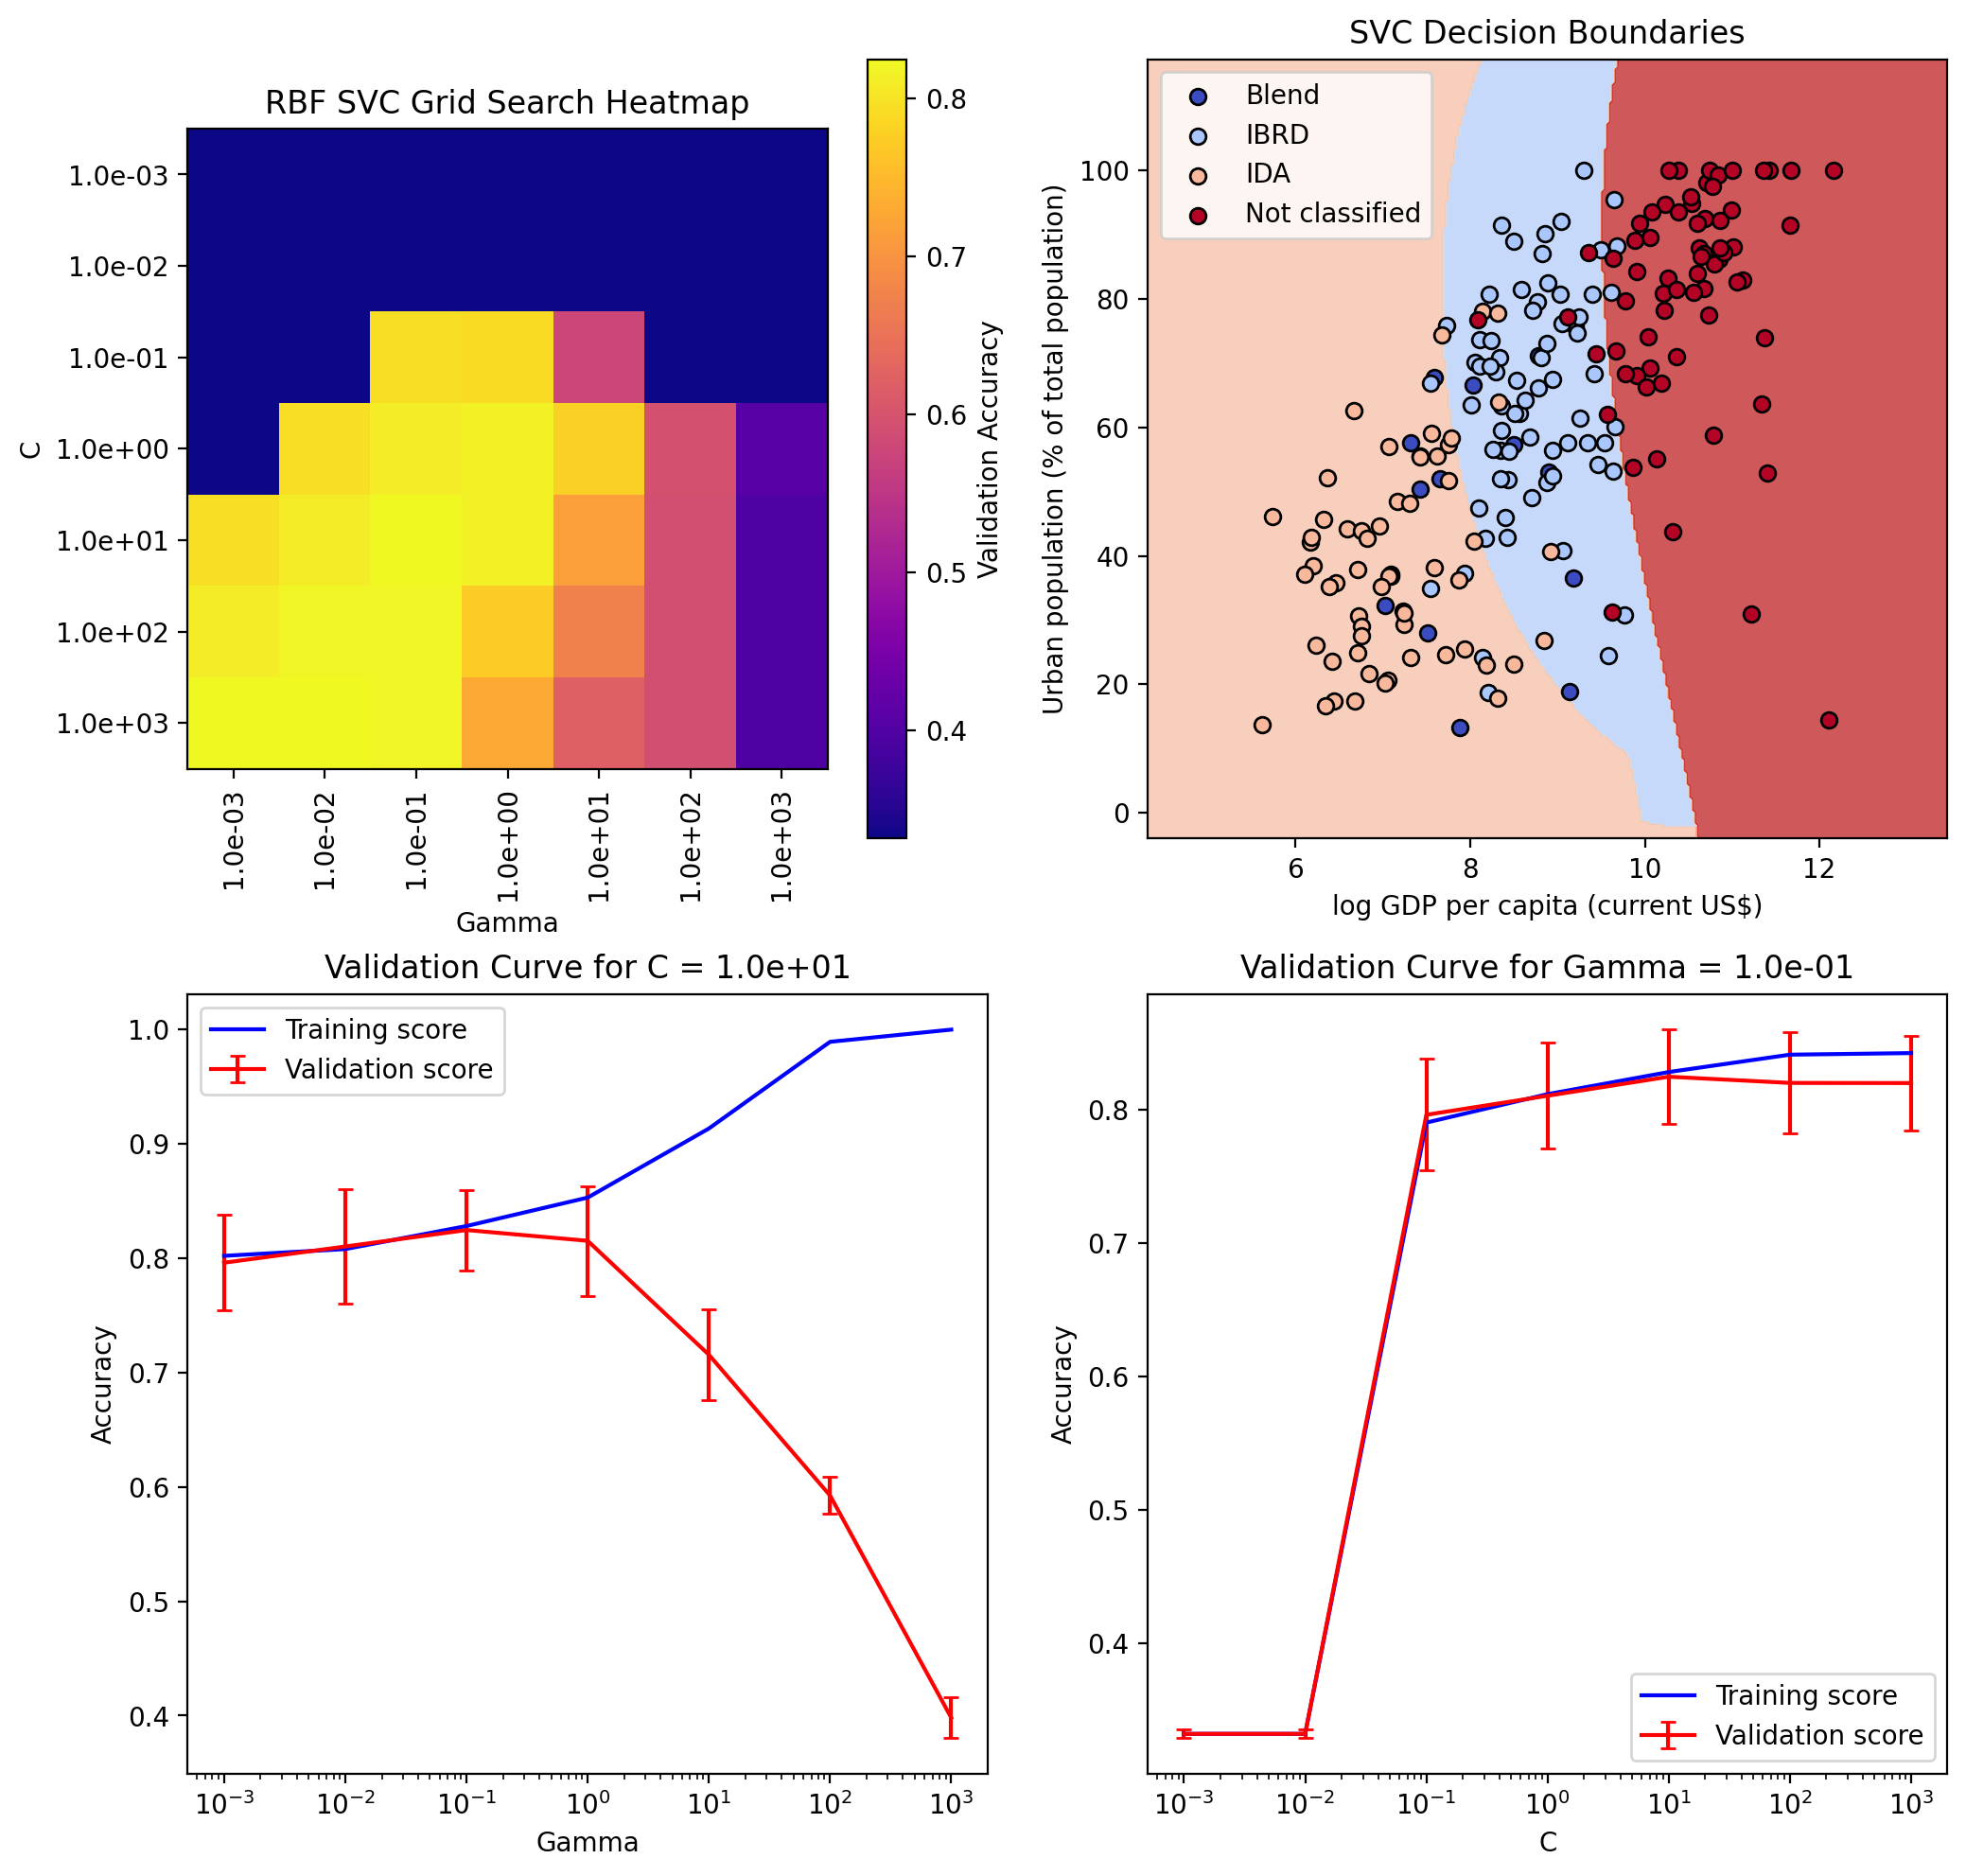 RBF SVC Grid Search Heatmap
C
1.0e-03
1.0e-02
1.0e-01
1.0e+00
1.0e+01
1.0e+02
1.0e+03
1.0e-03 1.0e-02 1.0e-01 1.0e+00 1.0e+01 1.0e+02 1.0e+03
Gamma
0.8
0.7
0.6
0.5
0.4
Validation Accuracy
SVC Decision Boundaries
Blend
IBRD
IDA
Not classified
Urban population (% of total population)
100
80
60
40
20
0
6 8 10 12
log GDP per capita (current US$)
Validation Curve for C = 1.0e+01
Training score
Validation score
Accuracy
1.0
0.9
0.8
0.7
0.6
0.5
0.4
10⁻³ 10⁻² 10⁻¹ 10⁰ 10¹ 10² 10³
Gamma
Validation Curve for Gamma = 1.0e-01
Accuracy
0.8
0.7
0.6
0.5
0.4
Training score
Validation score
10⁻³ 10⁻² 10⁻¹ 10⁰ 10¹ 10² 10³
C